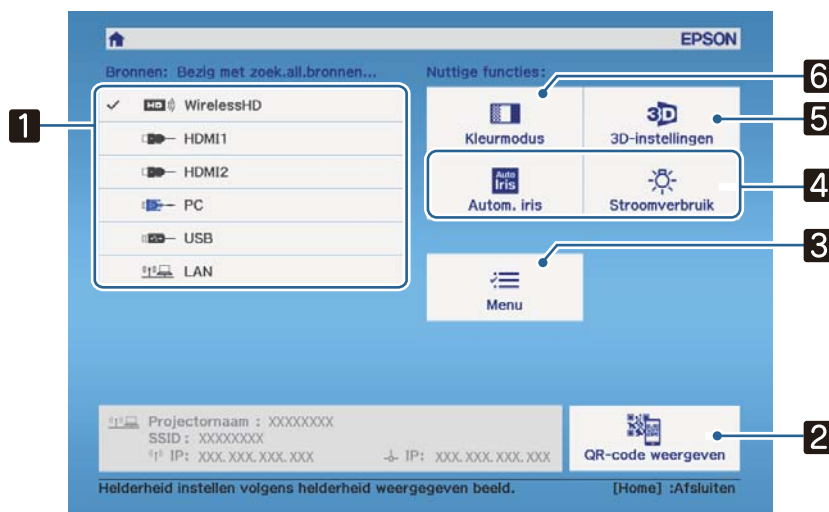 EPSON
Bronnen: Bezig met zoek.all.bronnen...
Nuttige functies:
1
WirelessHD
HDMI1
HDMI2
PC
USB
LAN
6
Kleurmodus
5
3D
3D-instellingen
4
Auto
Iris
Autom. iris
Stroomverbruik
3
Menu
Projectornaam : XXXXXXXX
SSID : XXXXXXXX
IP: XXX. XXX. XXX. XXX
IP: XXX. XXX. XXX. XXX
2
QR-code weergeven
Helderheid instellen volgens helderheid weergegeven beeld.
[Home] :Afsluiten